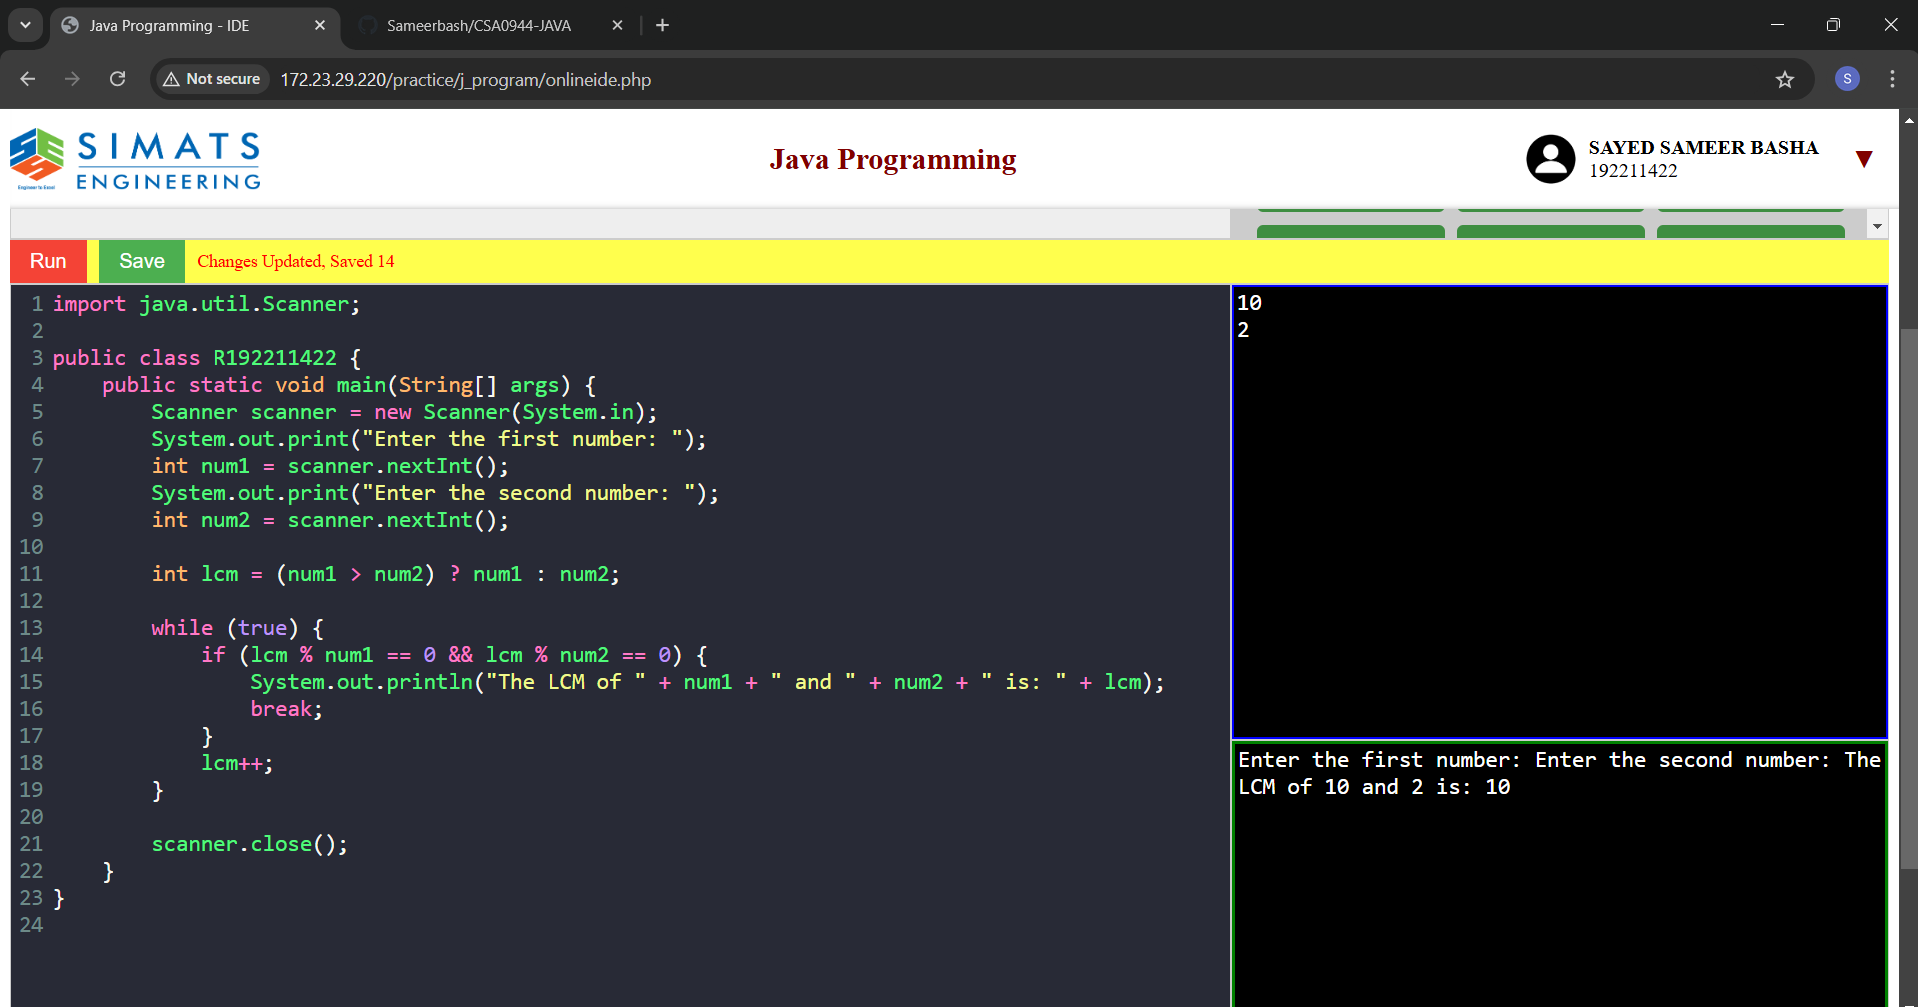 Java Programming - IDE
Sameerbash/CSA0944-JAVA
Not secure
172.23.29.220/practice/j_program/onlineide.php
S
SIMATS
ENGINEERING
Engineer to Excel
Java Programming
SAYED SAMEER BASHA
192211422
Run
Save
Changes Updated, Saved 14
1 import java.util.Scanner;
2
3 public class R192211422 {
4     public static void main(String[] args) {
5         Scanner scanner = new Scanner(System.in);
6         System.out.print("Enter the first number: ");
7         int num1 = scanner.nextInt();
8         System.out.print("Enter the second number: ");
9         int num2 = scanner.nextInt();
10
11         int lcm = (num1 > num2) ? num1 : num2;
12
13         while (true) {
14             if (lcm % num1 == 0 && lcm % num2 == 0) {
15                 System.out.println("The LCM of " + num1 + " and " + num2 + " is: " + lcm);
16                 break;
17             }
18             lcm++;
19         }
20
21         scanner.close();
22     }
23 }
24
10
2
Enter the first number: Enter the second number: The
LCM of 10 and 2 is: 10